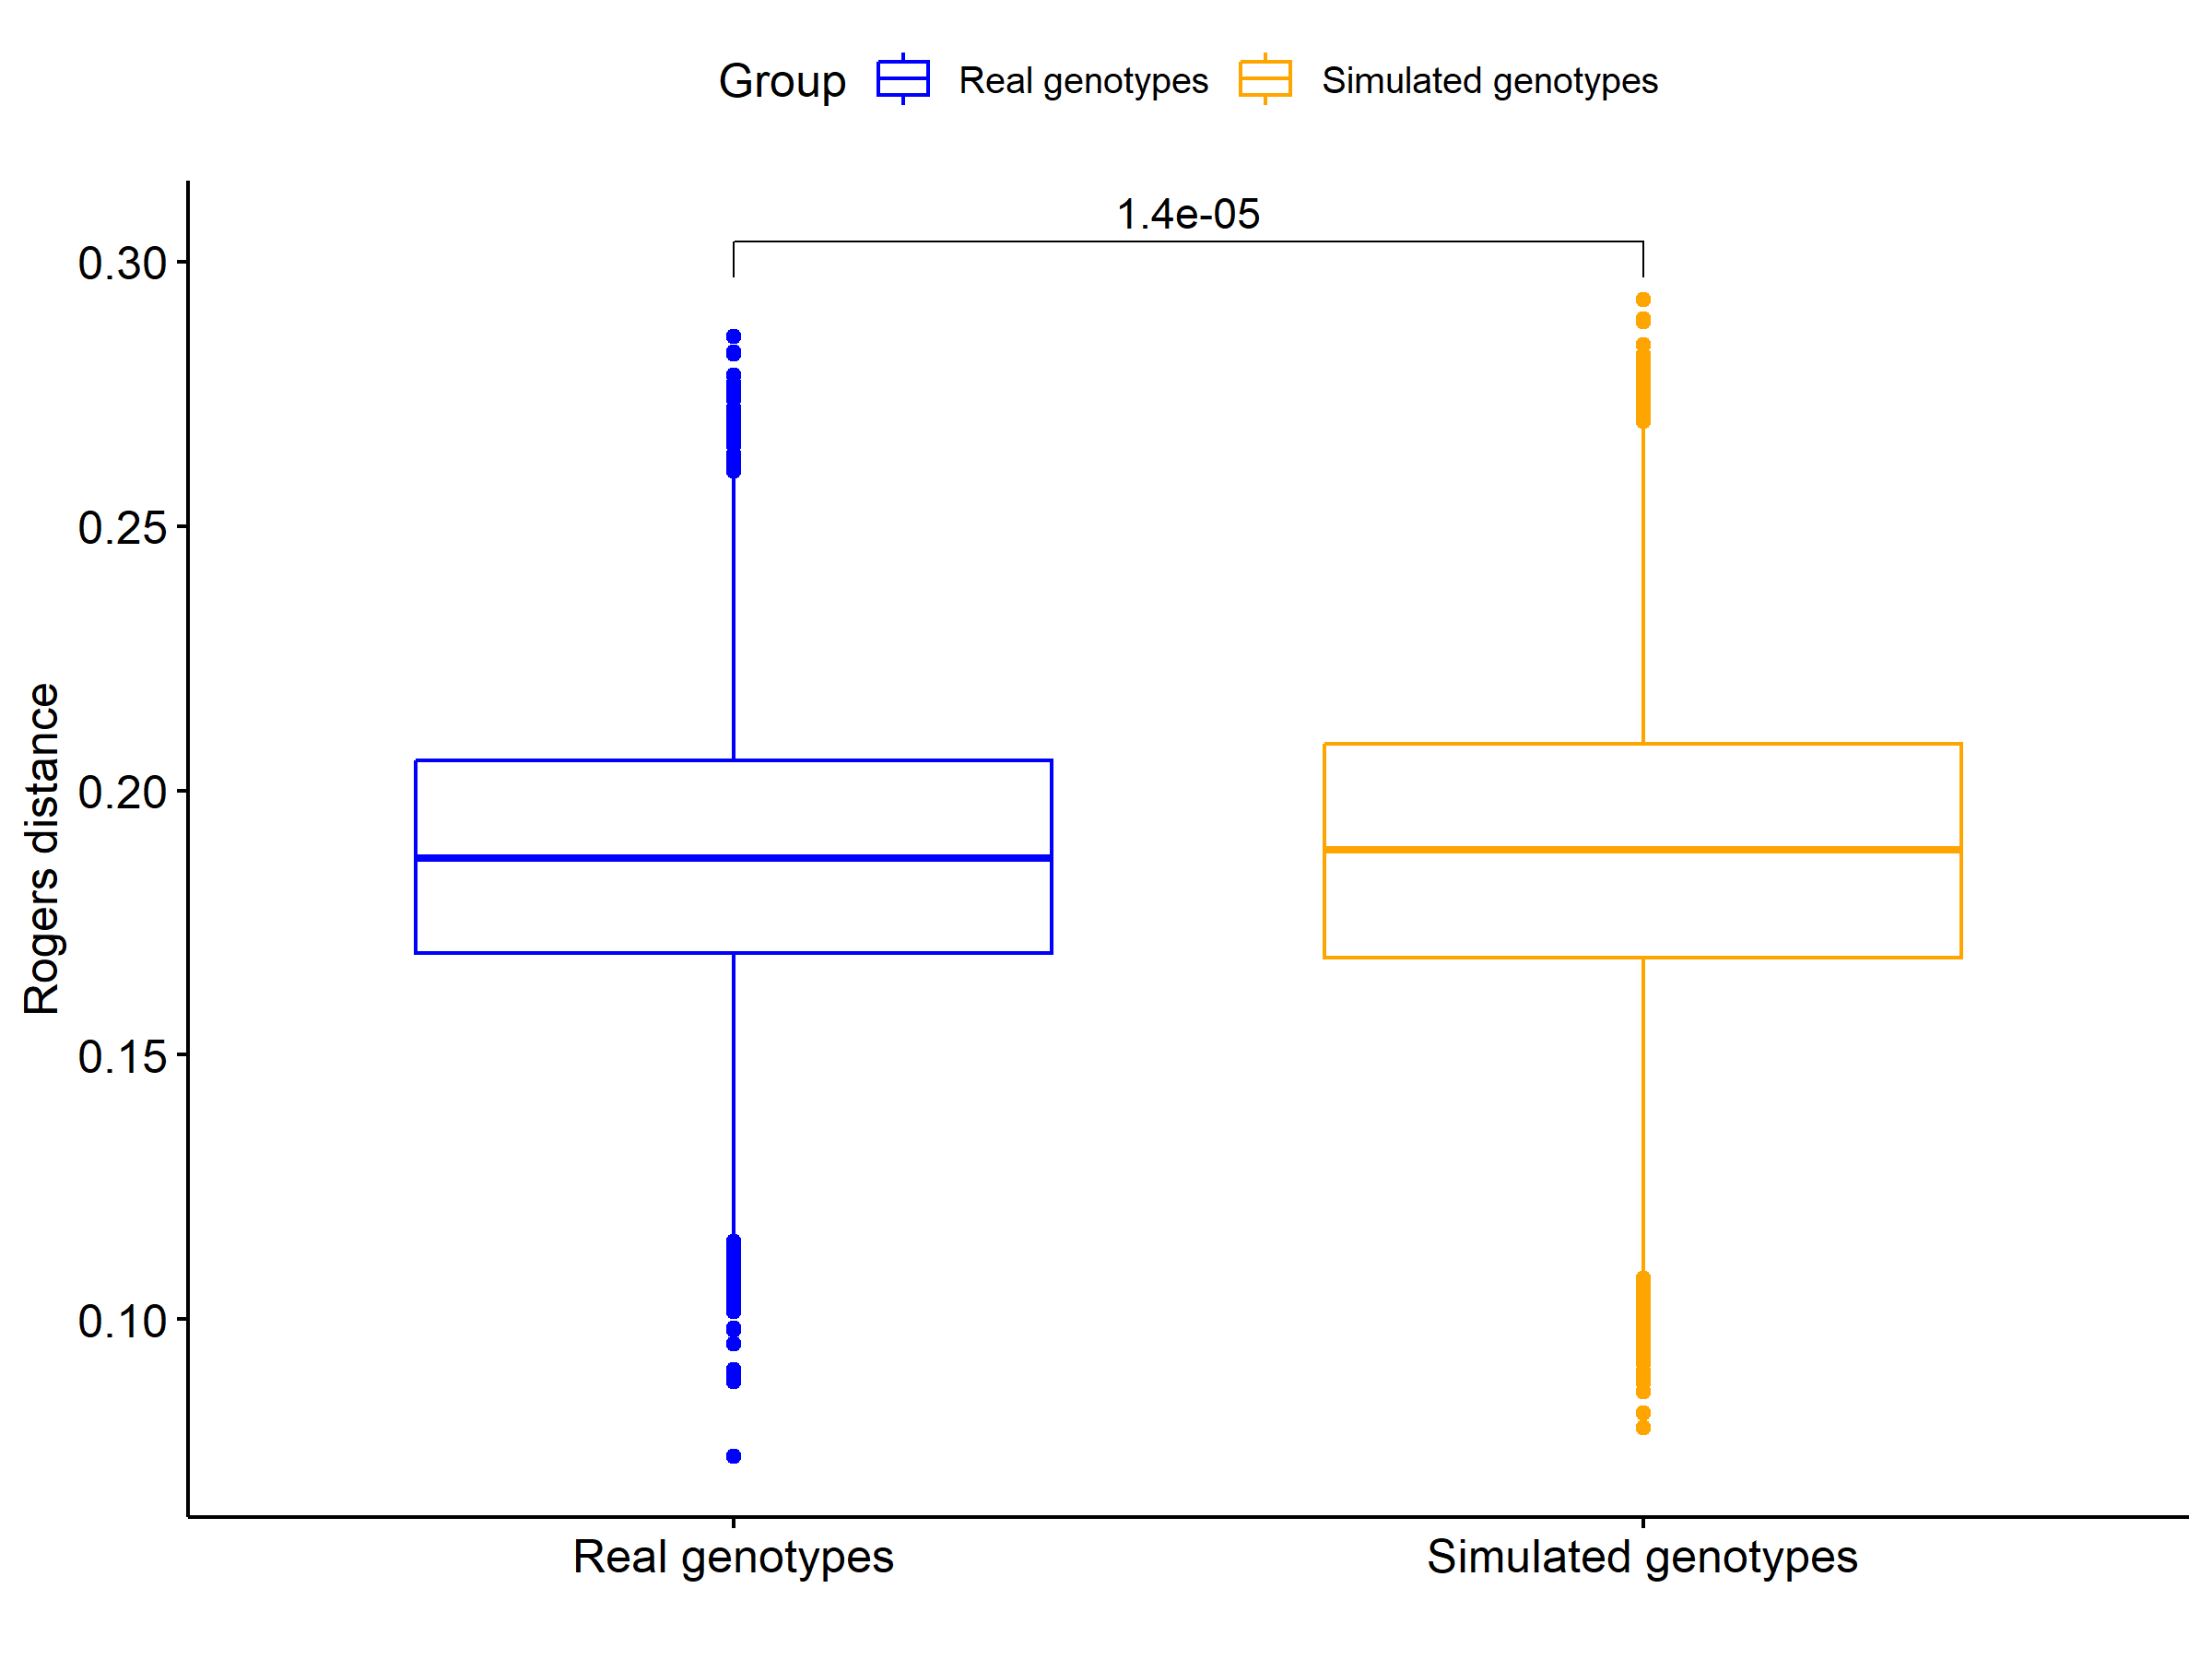 Group Real genotypes Simulated genotypes
1.4e-05
0.30
0.25
0.20
0.15
0.10
Rogers distance
Real genotypes Simulated genotypes